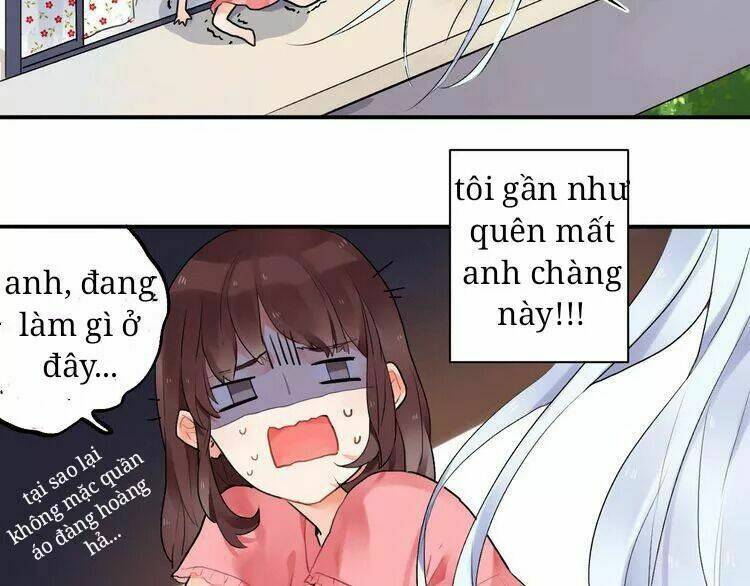 tôi gần như
quên mất
anh chàng
này!!!
anh, đang
làm gì ở
đây...
tại sao lại
không mặc quần
áo đàng hoàng
hả...